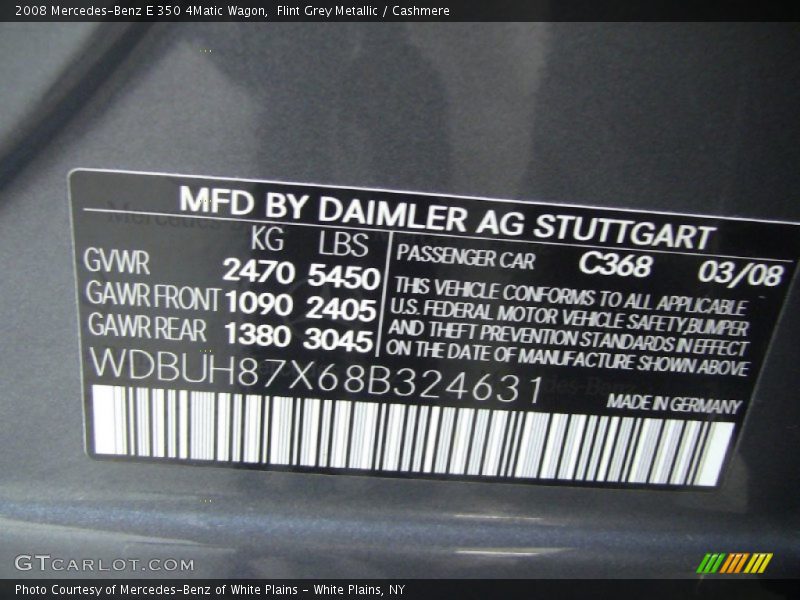 2008 Mercedes-Benz E 350 4Matic Wagon,  Flint Grey Metallic / Cashmere
MFD BY DAIMLER AG STUTTGART
KG LBS
GVWR 2470 5450
GAWR FRONT 1090 2405
GAWR REAR 1380 3045
PASSENGER CAR C368 03/08
THIS VEHICLE CONFORMS TO ALL APPLICABLE
U.S. FEDERAL MOTOR VEHICLE SAFETY,BUMPER
AND THEFT PREVENTION STANDARDS IN EFFECT
ON THE DATE OF MANUFACTURE SHOWN ABOVE
WDBUH87X68B324631
MADE IN GERMANY
GTCARLOT.COM
Photo Courtesy of Mercedes-Benz of White Plains - White Plains, NY